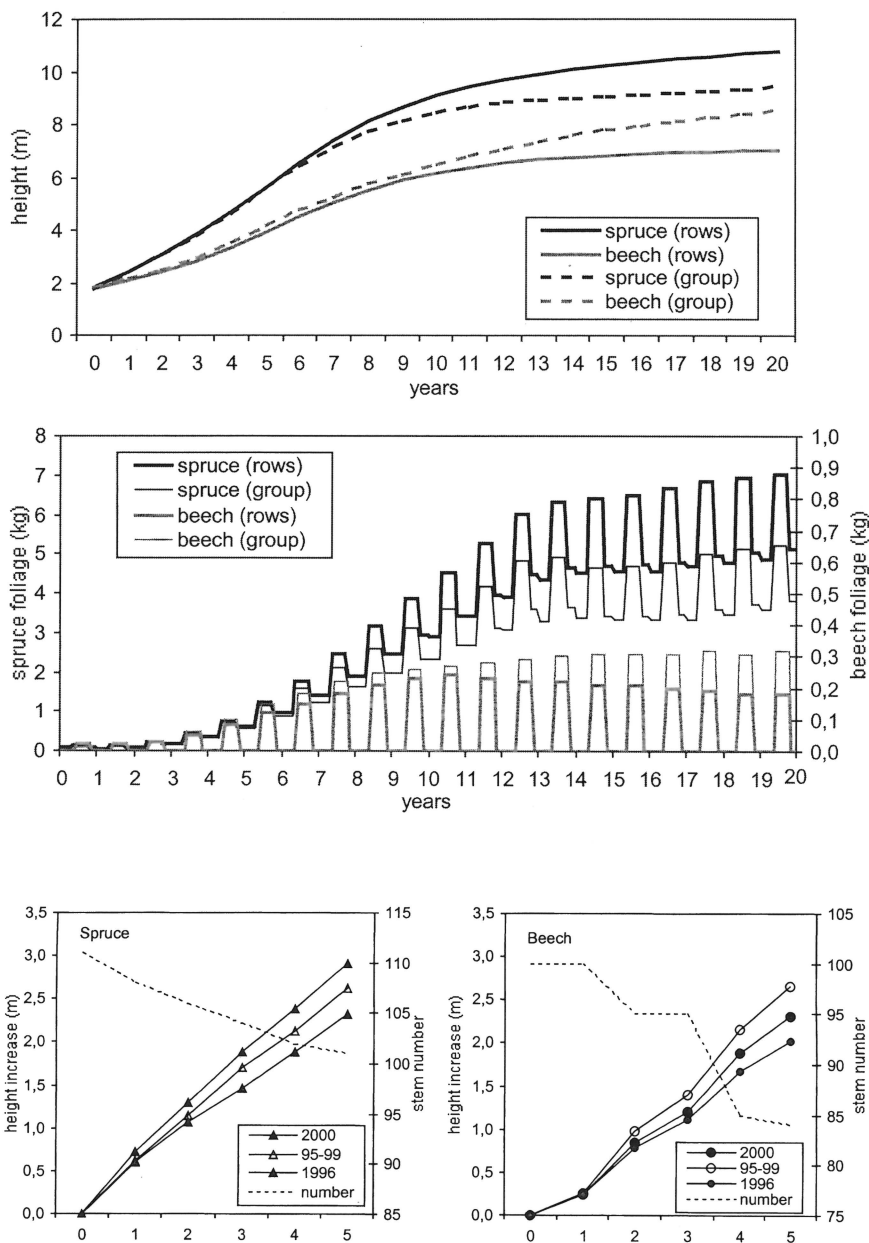 12
10
8
6
4
2
0
height (m)
spruce (rows)
beech (rows)
spruce (group)
beech (group)
0 1 2 3 4 5 6 7 8 9 10 11 12 13 14 15 16 17 18 19 20
years
8
7
6
5
4
3
2
1
0
spruce foliage (kg)
spruce (rows)
spruce (group)
beech (rows)
beech (group)
1,0
0,9
0,8
0,7
0,6
0,5
0,4
0,3
0,2
0,1
0,0
beech foliage (kg)
0 1 2 3 4 5 6 7 8 9 10 11 12 13 14 15 16 17 18 19 20
years
3,5
3,0
2,5
2,0
1,5
1,0
0,5
0,0
height increase (m)
Spruce
2000
95-99
1996
number
115
110
105
100
95
90
85
stem number
0 1 2 3 4 5
3,5
3,0
2,5
2,0
1,5
1,0
0,5
0,0
height increase (m)
Beech
2000
95-99
1996
number
105
100
95
90
85
80
75
stem number
0 1 2 3 4 5